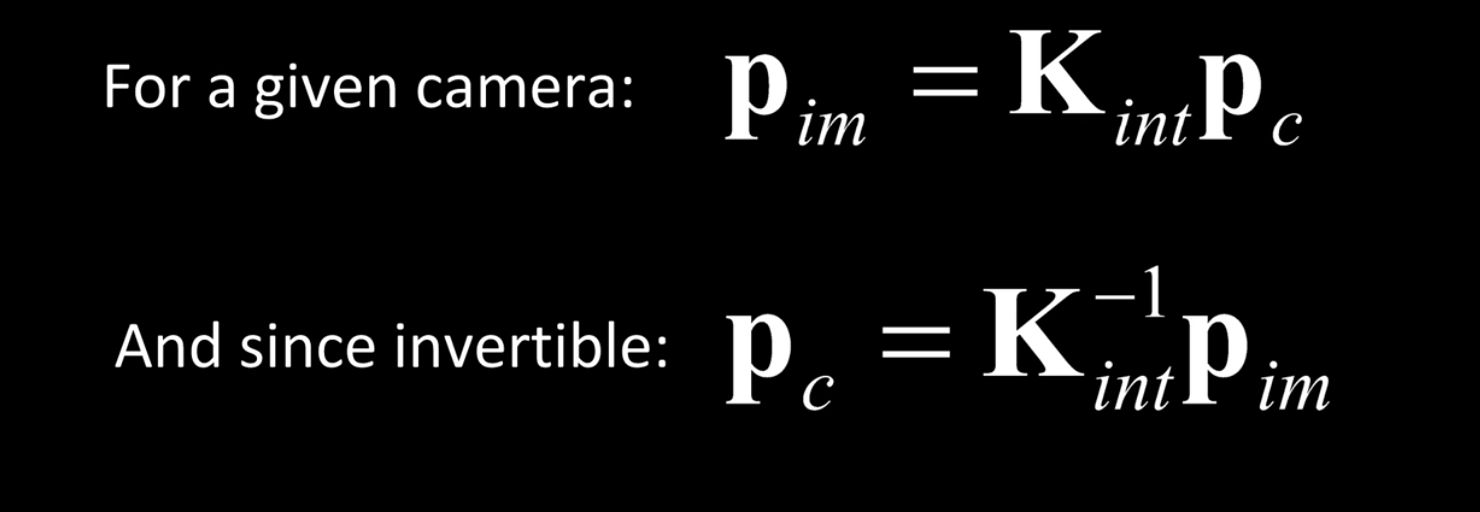 For a given camera: 𝐩_im = 𝐊_int 𝐩_c
And since invertible: 𝐩_c = 𝐊_int^−1 𝐩_im